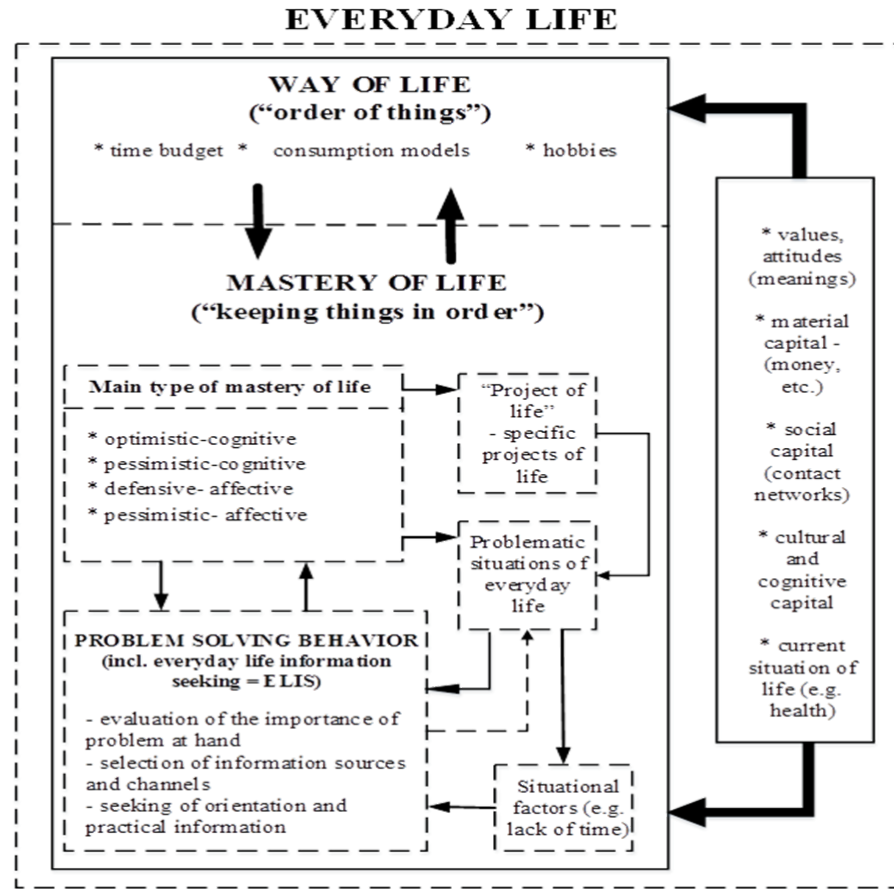 EVERYDAY LIFE
WAY OF LIFE
(“order of things”)
* time budget * consumption models * hobbies
MASTERY OF LIFE
(“keeping things in order”)
Main type of mastery of life
* optimistic-cognitive
* pessimistic-cognitive
* defensive- affective
* pessimistic- affective
“Project of
life”
- specific
projects of
life
Problematic
situations of
everyday
life
PROBLEM SOLVING BEHAVIOR
(incl. everyday life information
seeking = ELIS)
- evaluation of the importance of
problem at hand
- selection of information sources
and channels
- seeking of orientation and
practical information
Situational
factors (e.g.
lack of time)
* values,
attitudes
(meanings)
* material
capital -
(money,
etc.)
* social
capital
(contact
networks)
* cultural
and
cognitive
capital
* current
situation of
life (e.g.
health)